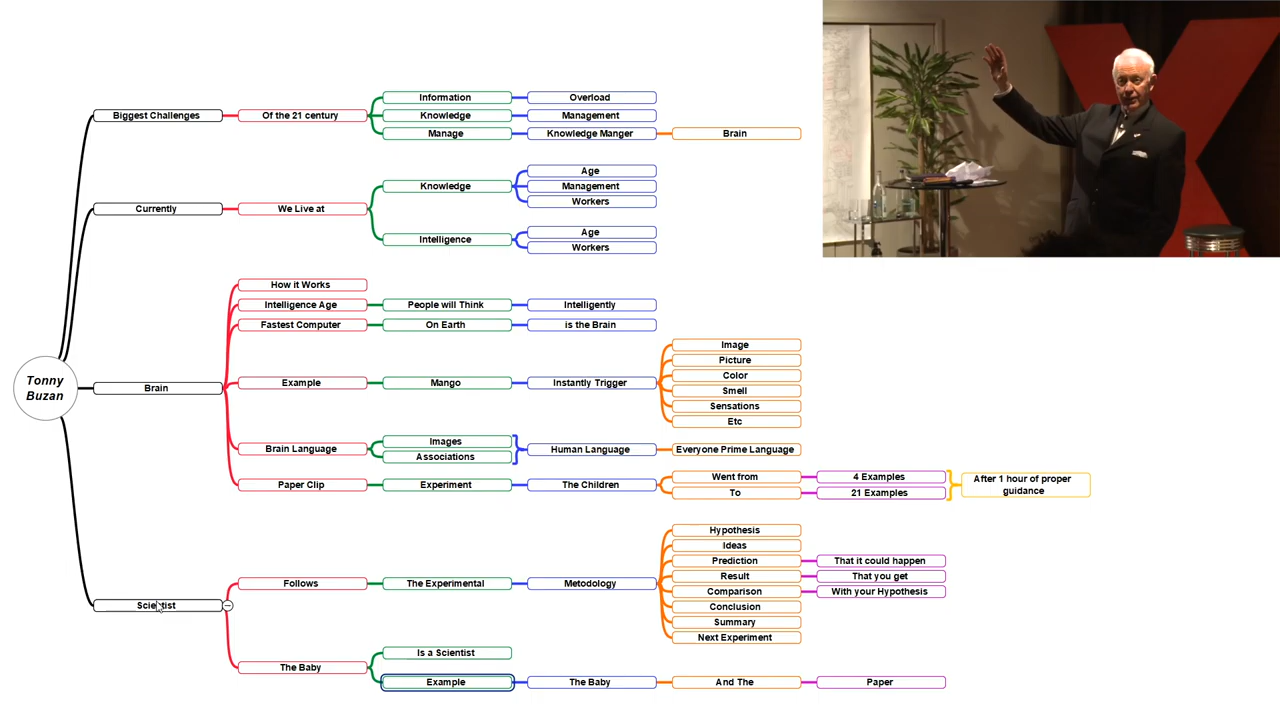 Tonny
Buzan
Biggest Challenges
Of the 21 century
Information
Overload
Knowledge
Management
Manage
Knowledge Manger
Brain
Currently
We Live at
Knowledge
Age
Management
Workers
Intelligence
Age
Workers
Brain
How it Works
Intelligence Age
People will Think
Intelligently
Fastest Computer
On Earth
is the Brain
Example
Mango
Instantly Trigger
Image
Picture
Color
Smell
Sensations
Etc
Brain Language
Images
Associations
Human Language
Everyone Prime Language
Paper Clip
Experiment
The Children
Went from
4 Examples
To
21 Examples
After 1 hour of proper
guidance
Scientist
Follows
The Experimental
Metodology
Hypothesis
Ideas
Prediction
That it could happen
Result
That you get
Comparison
With your Hypothesis
Conclusion
Summary
Next Experiment
The Baby
Is a Scientist
Example
The Baby
And The
Paper
X